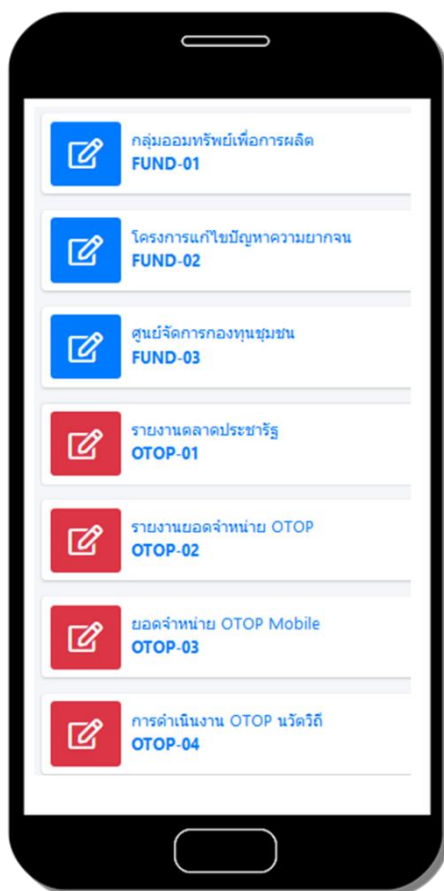 กลุ่มออมทรัพย์เพื่อการผลิต
FUND-01
โครงการแก้ไขปัญหาความยากจน
FUND-02
ศูนย์จัดการกองทุนชุมชน
FUND-03
รายงานตลาดประชารัฐ
OTOP-01
รายงานยอดจำหน่าย OTOP
OTOP-02
ยอดจำหน่าย OTOP Mobile
OTOP-03
การดำเนินงาน OTOP นวัตวิถี
OTOP-04